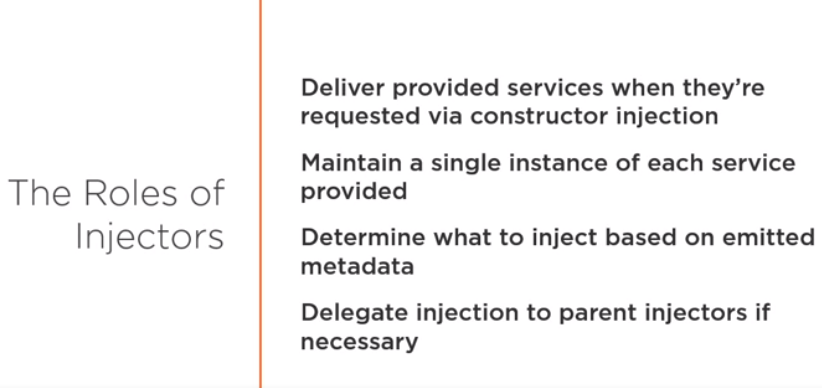 The Roles of
Injectors
Deliver provided services when they’re
requested via constructor injection
Maintain a single instance of each service
provided
Determine what to inject based on emitted
metadata
Delegate injection to parent injectors if
necessary